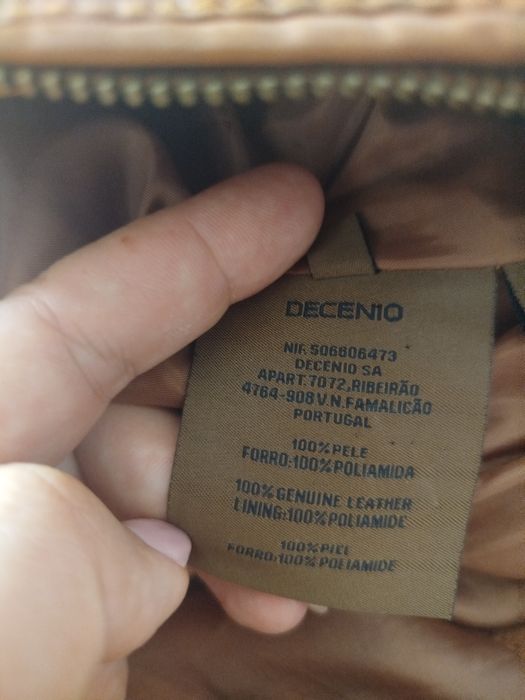 DECENIO
NIF. 506606473
DECENIO SA
APART.7072,RIBEIRÃO
4764-908 V.N.FAMALICÃO
PORTUGAL
100%PELE
FORRO:100%POLIAMIDA
100%GENUINE LEATHER
LINING:100%POLIAMIDE
100%PIEL
FORRO:100%POLIAMIDE